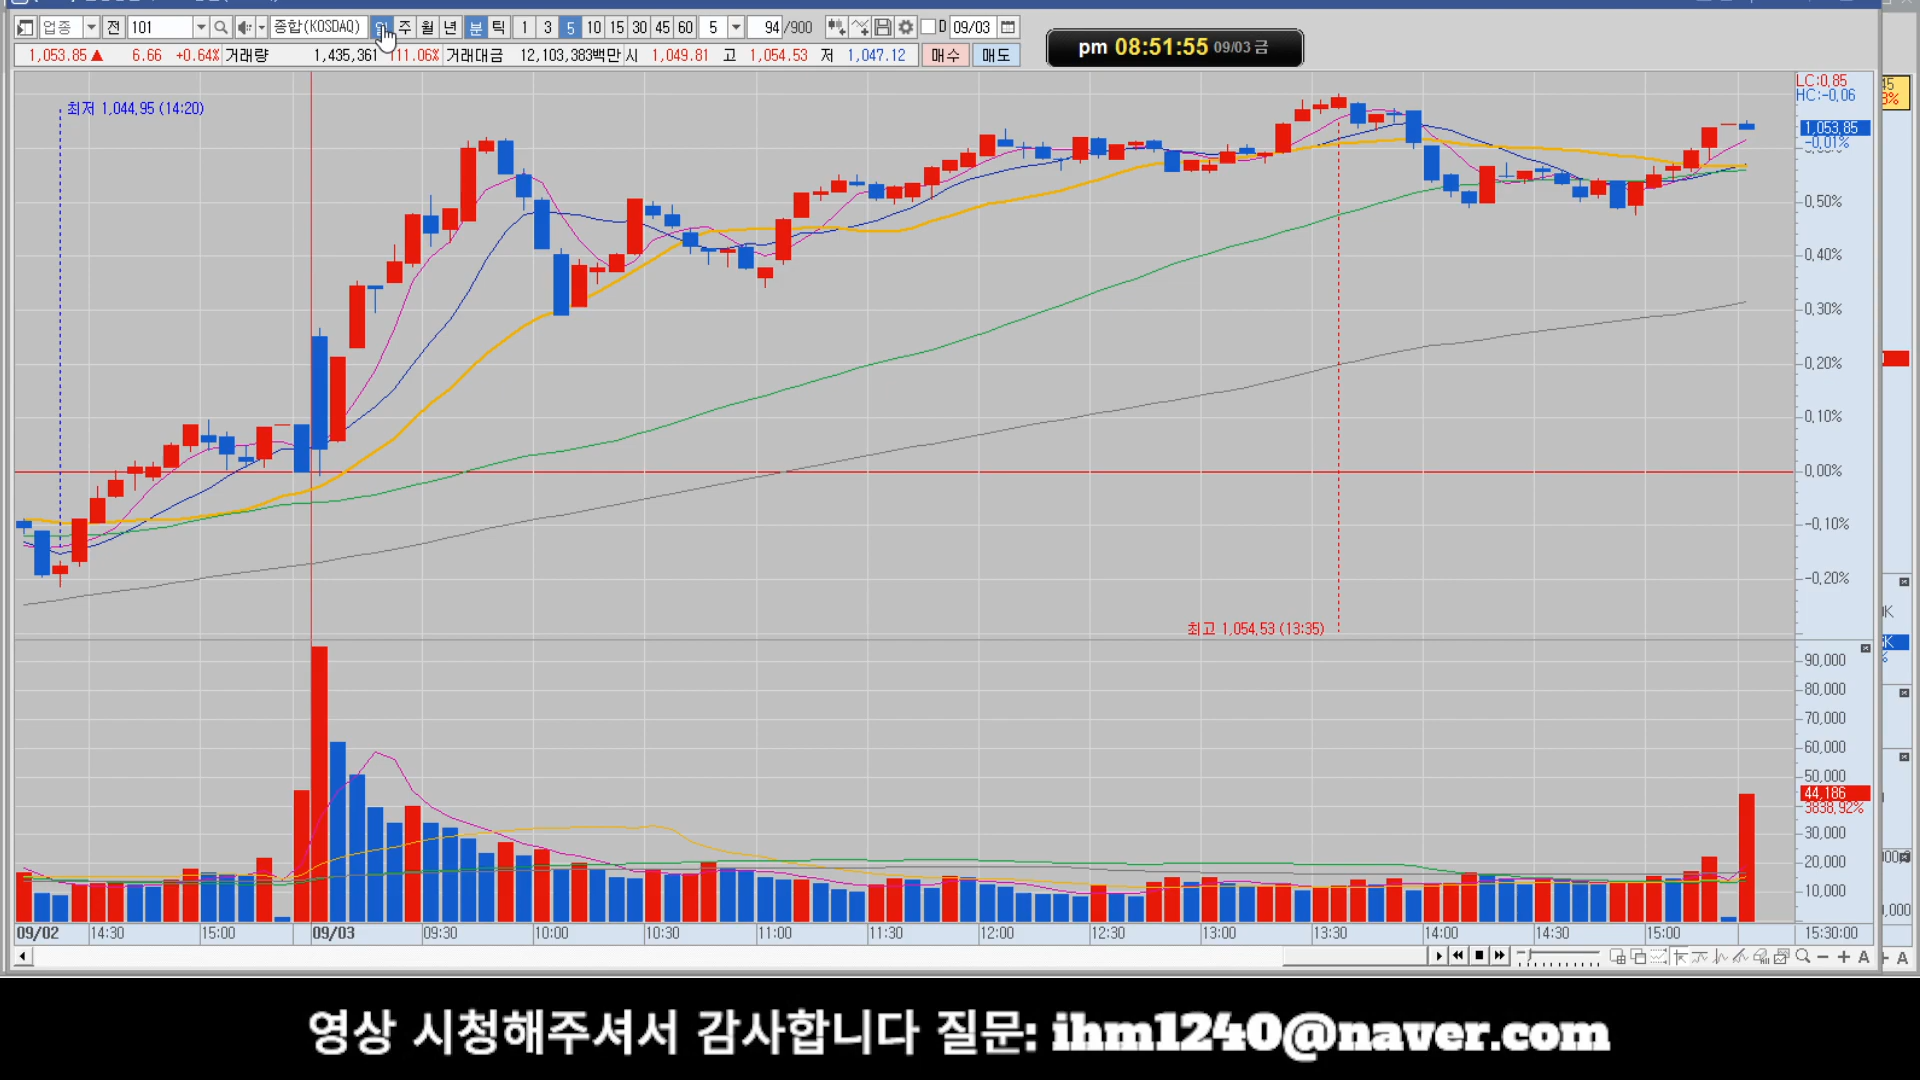 업종 전 101 종합(KOSDAQ) 주 월 년 분 틱 1 3 5 10 15 30 45 60 5 94 /900 D 09/03
1,053.85▲ 6.66 +0.64% 거래량 1,435,361 111.06% 거래대금 12,103,383백만 시 1,049.81 고 1,054.53 저 1,047.12 매수 매도
pm 08:51:55 09/03 금
LC:0,85
HC:-0,06
최저 1,044,95 (14:20)
1,053,85
-0,01%
0,50%
0,40%
0,30%
0,20%
0,10%
0,00%
-0,10%
-0,20%
최고 1,054,53 (13:35)
90,000
80,000
70,000
60,000
50,000
44,186
3838,92%
30,000
20,000
10,000
09/02 14:30 15:00 09/03 09:30 10:00 10:30 11:00 11:30 12:00 12:30 13:00 13:30 14:00 14:30 15:00 15:30:00
A
A
영상 시청해주셔서 감사합니다 질문: ihm1240@naver.com